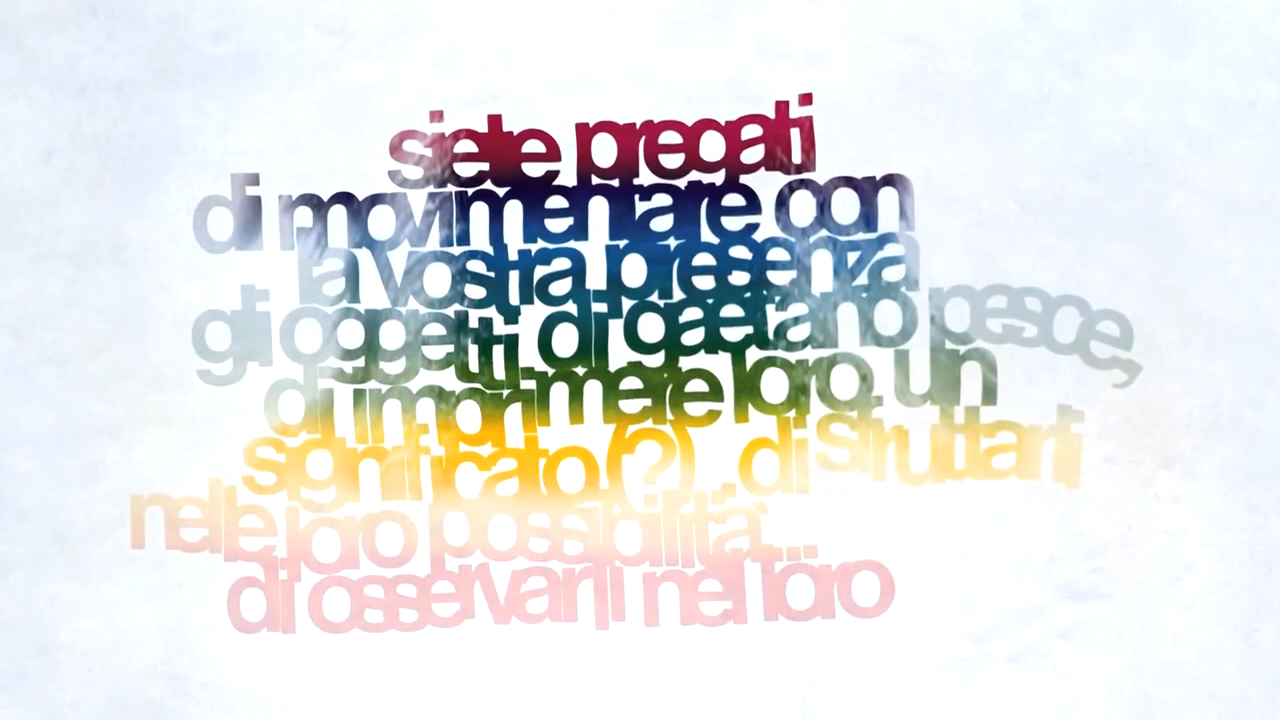 siete pregati
di movimentare con
la vostra presenza
gli oggetti di gaetano pesce,
di imprimere loro un
significato (?) di sfruttarli
nelle loro possibilità....
di osservarli nel loro